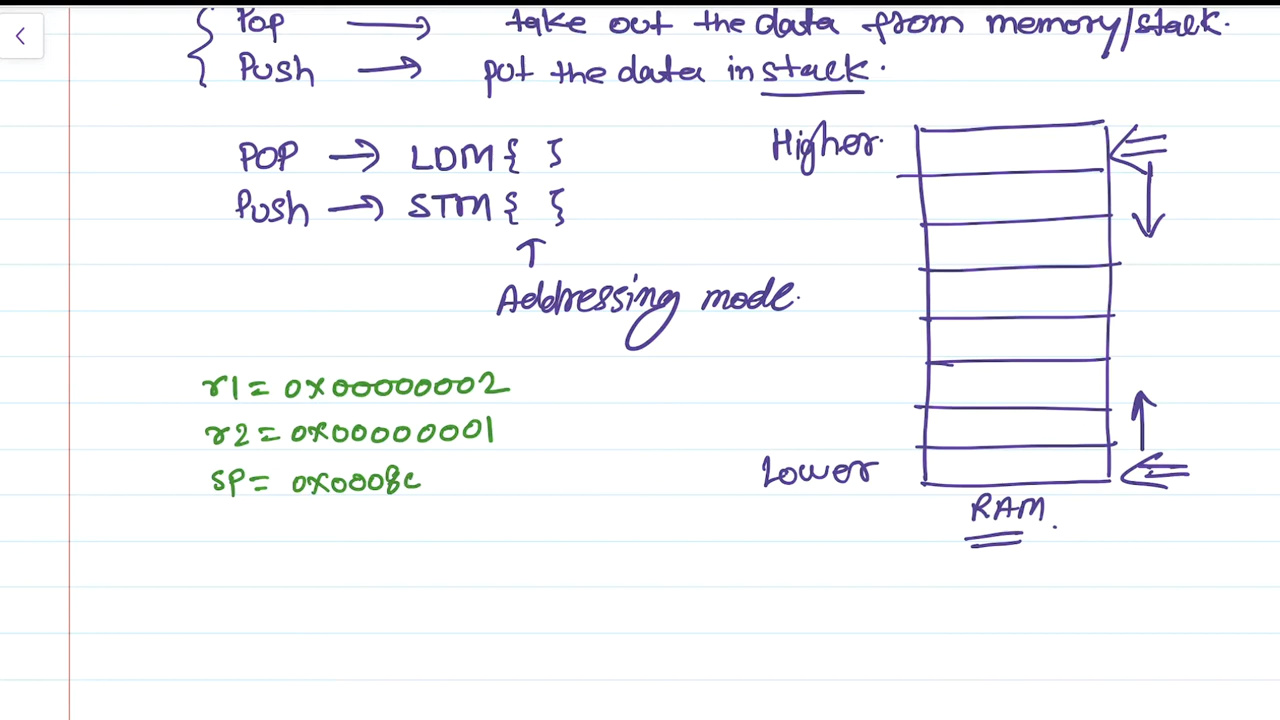 Pop → take out the data from memory/stack.
Push → put the data in stack.
POP → LDM{ }
Push → STM{ }
↑
Addressing mode.
r1 = 0x00000002
r2 = 0x00000001
SP = 0x0008c
Higher.
Lower
RAM.